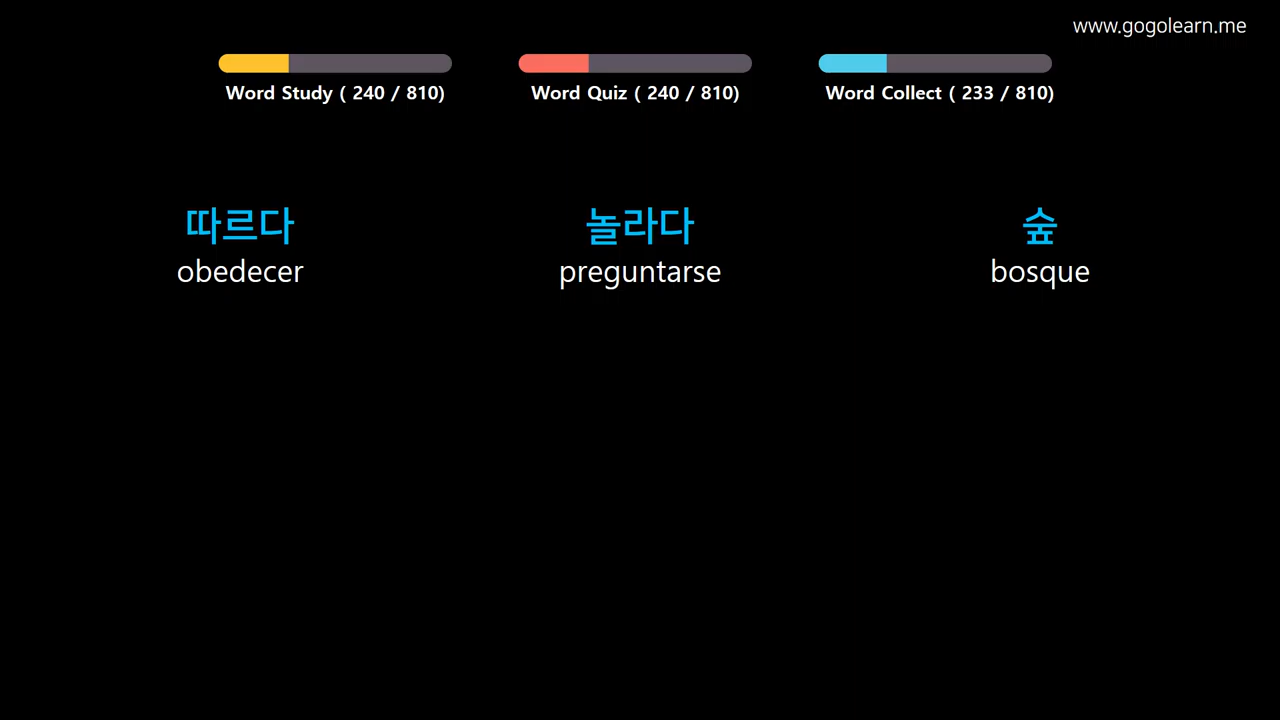 www.gogolearn.me
Word Study ( 240 / 810)
Word Quiz ( 240 / 810)
Word Collect ( 233 / 810)
따르다
obedecer
놀라다
preguntarse
숲
bosque